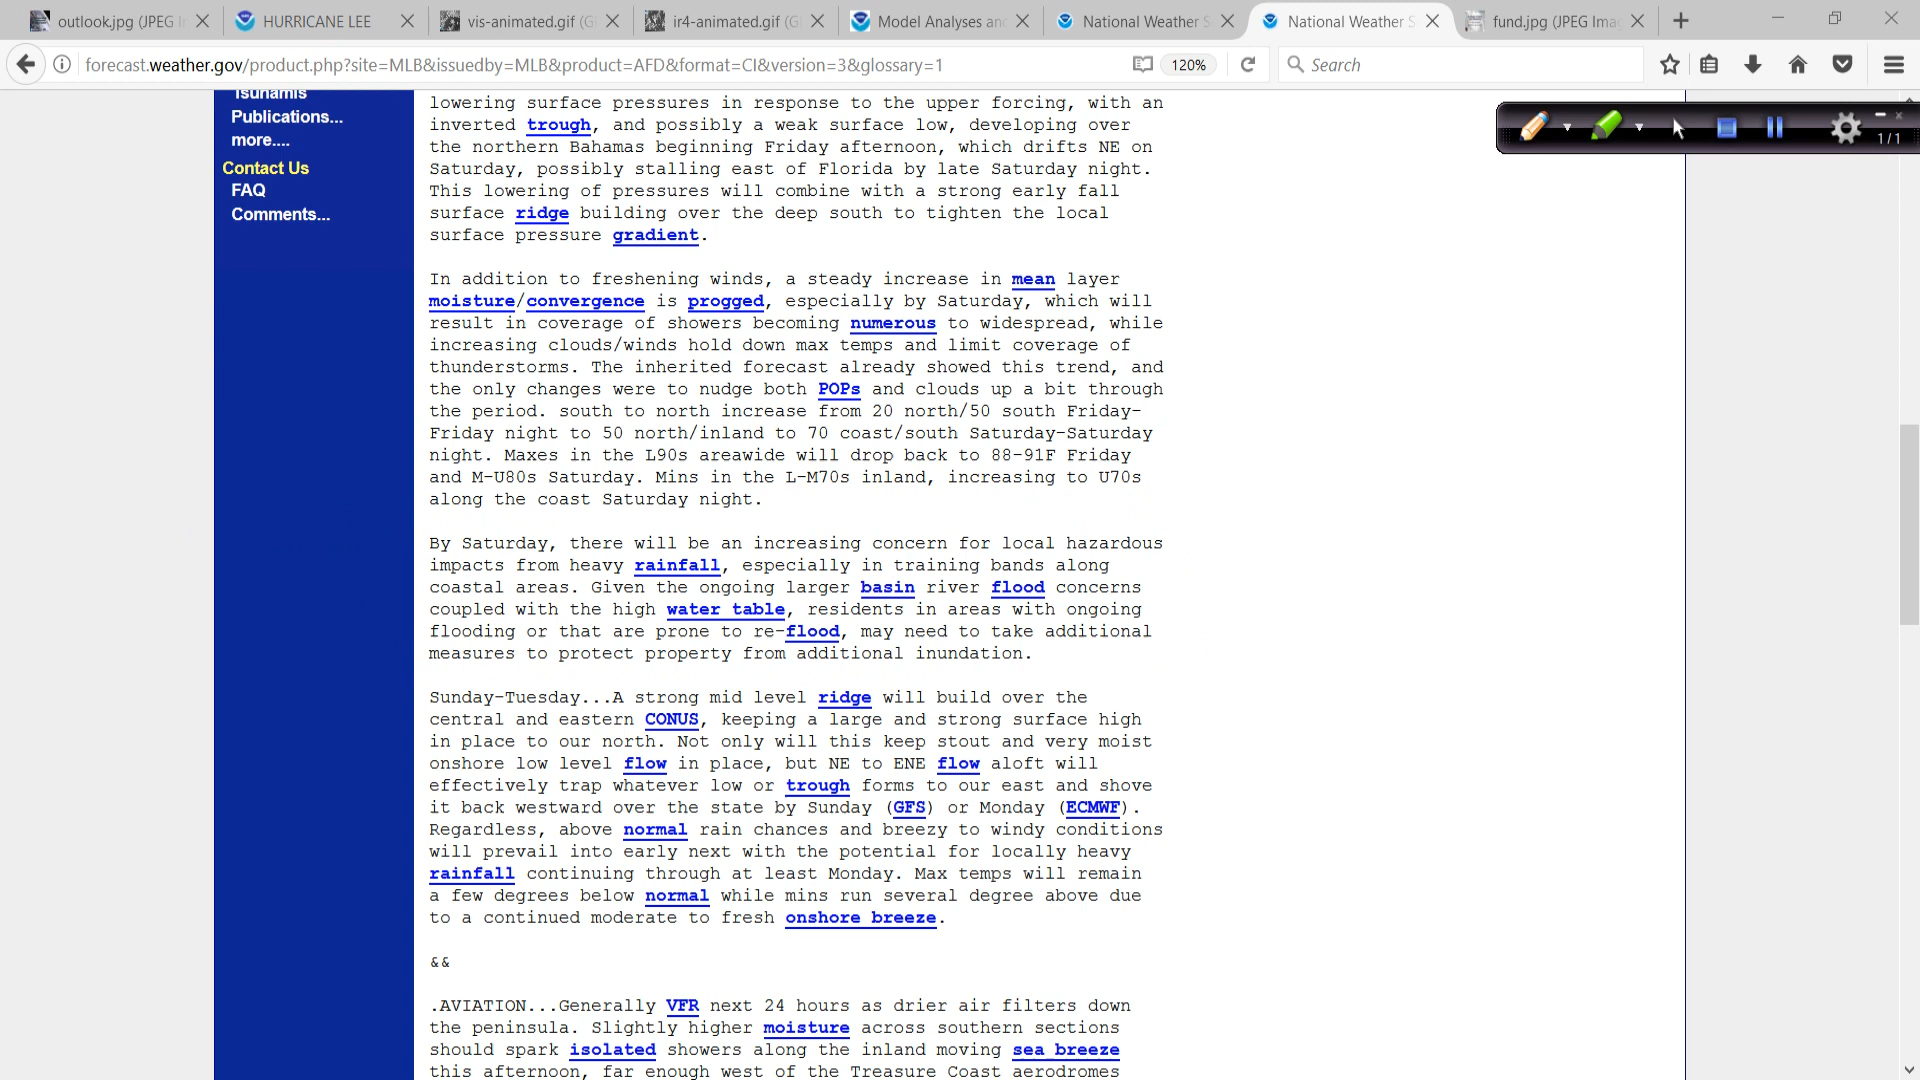 outlook.jpg (JPEG I
HURRICANE LEE
vis-animated.gif (G
ir4-animated.gif (G
Model Analyses an
National Weather S
National Weather S
fund.jpg (JPEG Ima
forecast.weather.gov/product.php?site=MLB&issuedby=MLB&product=AFD&format=CI&version=3&glossary=1
120%
Search
1/1
Tsunamis
Publications...
more....
Contact Us
FAQ
Comments...
lowering surface pressures in response to the upper forcing, with an
inverted trough, and possibly a weak surface low, developing over
the northern Bahamas beginning Friday afternoon, which drifts NE on
Saturday, possibly stalling east of Florida by late Saturday night.
This lowering of pressures will combine with a strong early fall
surface ridge building over the deep south to tighten the local
surface pressure gradient.
In addition to freshening winds, a steady increase in mean layer
moisture/convergence is progged, especially by Saturday, which will
result in coverage of showers becoming numerous to widespread, while
increasing clouds/winds hold down max temps and limit coverage of
thunderstorms. The inherited forecast already showed this trend, and
the only changes were to nudge both POPs and clouds up a bit through
the period. south to north increase from 20 north/50 south Friday-
Friday night to 50 north/inland to 70 coast/south Saturday-Saturday
night. Maxes in the L90s areawide will drop back to 88-91F Friday
and M-U80s Saturday. Mins in the L-M70s inland, increasing to U70s
along the coast Saturday night.
By Saturday, there will be an increasing concern for local hazardous
impacts from heavy rainfall, especially in training bands along
coastal areas. Given the ongoing larger basin river flood concerns
coupled with the high water table, residents in areas with ongoing
flooding or that are prone to re-flood, may need to take additional
measures to protect property from additional inundation.
Sunday-Tuesday...A strong mid level ridge will build over the
central and eastern CONUS, keeping a large and strong surface high
in place to our north. Not only will this keep stout and very moist
onshore low level flow in place, but NE to ENE flow aloft will
effectively trap whatever low or trough forms to our east and shove
it back westward over the state by Sunday (GFS) or Monday (ECMWF).
Regardless, above normal rain chances and breezy to windy conditions
will prevail into early next with the potential for locally heavy
rainfall continuing through at least Monday. Max temps will remain
a few degrees below normal while mins run several degree above due
to a continued moderate to fresh onshore breeze.
&&
.AVIATION...Generally VFR next 24 hours as drier air filters down
the peninsula. Slightly higher moisture across southern sections
should spark isolated showers along the inland moving sea breeze
this afternoon, far enough west of the Treasure Coast aerodromes